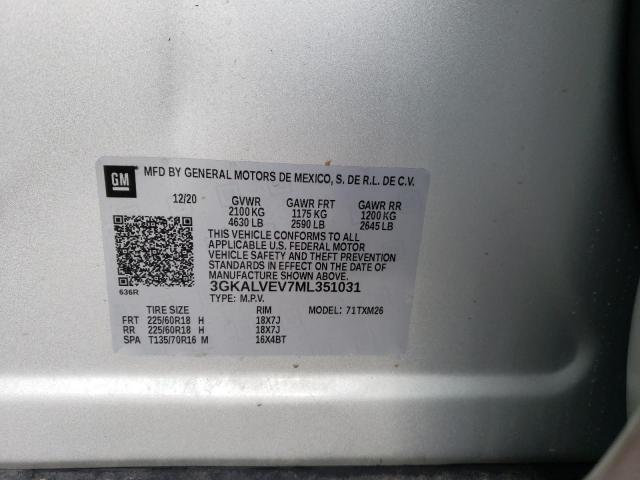 GM
MFD BY GENERAL MOTORS DE MEXICO, S. DE R.L. DE C.V.
12/20 GVWR GAWR FRT GAWR RR
2100 KG 1175 KG 1200 KG
4630 LB 2590 LB 2645 LB
THIS VEHICLE CONFORMS TO ALL
APPLICABLE U.S. FEDERAL MOTOR
VEHICLE SAFETY AND THEFT PREVENTION
STANDARDS IN EFFECT ON THE DATE OF
MANUFACTURE SHOWN ABOVE.
3GKALVEV7ML351031
636R TYPE: M.P.V.
TIRE SIZE RIM MODEL: 71TXM26
FRT 225/60R18 H 18X7J
RR 225/60R18 H 18X7J
SPA T135/70R16 M 16X4BT